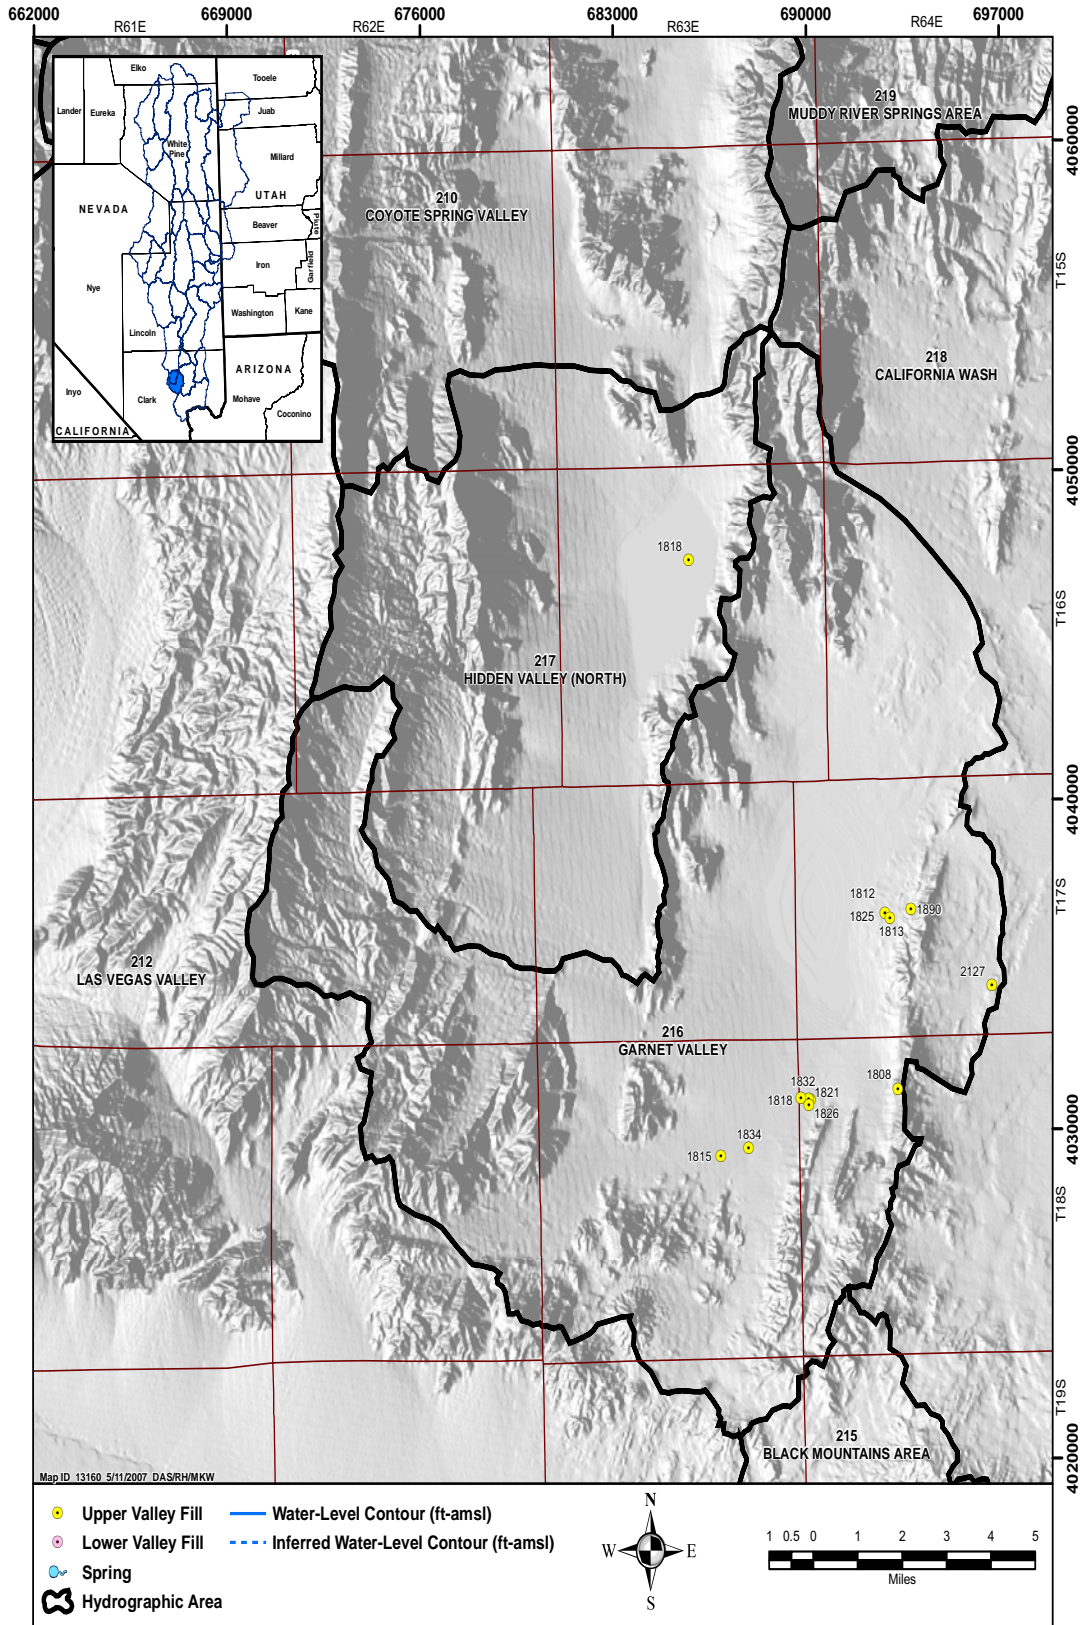 662000 669000 676000 683000 690000 697000
R61E R62E R63E R64E
4060000
4050000
4040000
4030000
4020000
T15S
T16S
T17S
T18S
T19S
Elko
Tooele
Lander
Eureka
Juab
White
Pine
Millard
NEVADA
UTAH
Beaver
Piute
Iron
Garfield
Nye
Washington
Kane
Lincoln
ARIZONA
Inyo
Clark
Mohave
Coconino
CALIFORNIA
219
MUDDY RIVER SPRINGS AREA
210
COYOTE SPRING VALLEY
218
CALIFORNIA WASH
1818
217
HIDDEN VALLEY (NORTH)
1812
1825
1813
1890
212
LAS VEGAS VALLEY
2127
216
GARNET VALLEY
1808
1832
1818
1821
1826
1834
1815
215
BLACK MOUNTAINS AREA
Map ID 13160 5/11/2007 DAS/RH/MKW
Upper Valley Fill
Lower Valley Fill
Spring
Hydrographic Area
Water-Level Contour (ft-amsl)
Inferred Water-Level Contour (ft-amsl)
N
W E
S
1 0.5 0 1 2 3 4 5
Miles